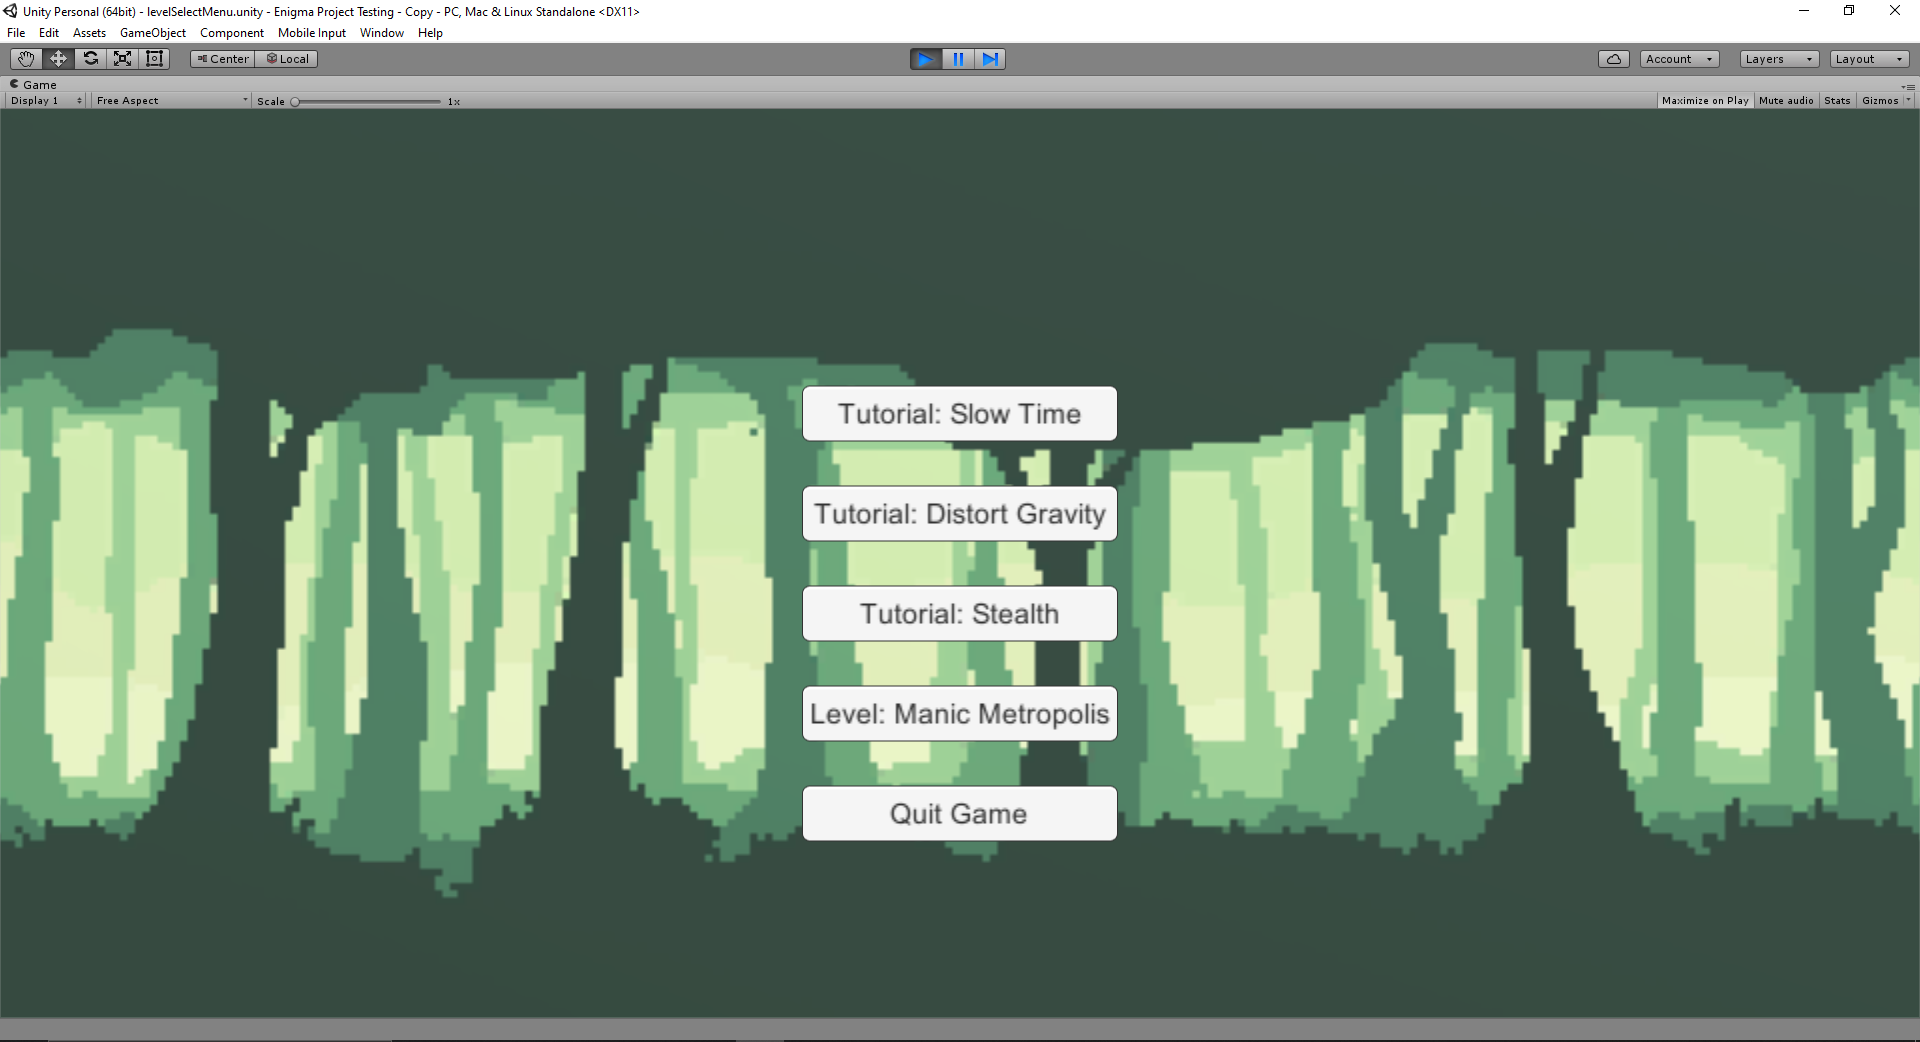 Unity Personal (64bit) - levelSelectMenu.unity - Enigma Project Testing - Copy - PC, Mac & Linux Standalone <DX11>
File Edit Assets GameObject Component Mobile Input Window Help
Center Local Account Layers Layout
Game
Display 1 Free Aspect Scale 1x Maximize on Play Mute audio Stats Gizmos
Tutorial: Slow Time
Tutorial: Distort Gravity
Tutorial: Stealth
Level: Manic Metropolis
Quit Game